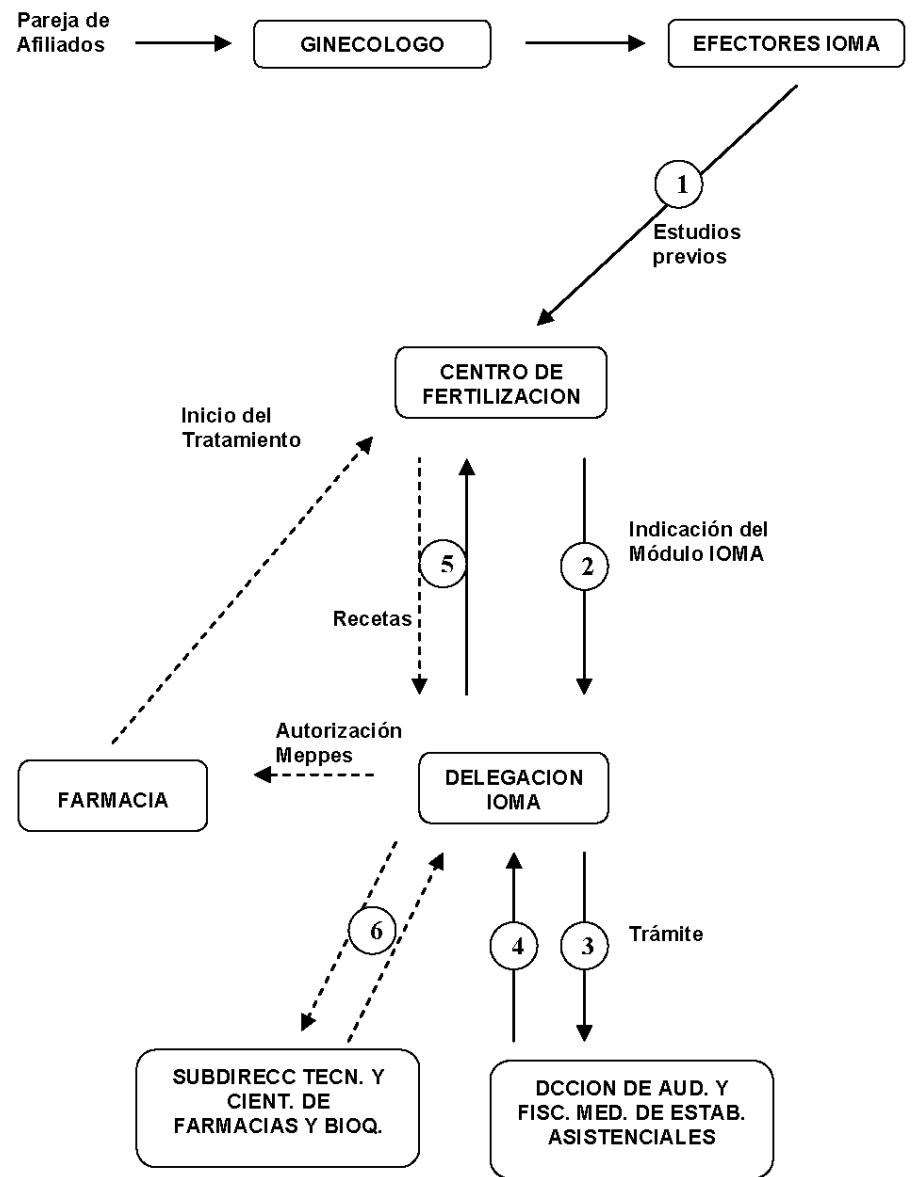 Pareja de
Afiliados
GINECOLOGO
EFECTORES IOMA
1
Estudios
previos
CENTRO DE
FERTILIZACION
Inicio del
Tratamiento
Indicación del
Módulo IOMA
5
2
Recetas
Autorización
Meppes
FARMACIA
DELEGACION
IOMA
6
4
3
Trámite
SUBDIRECC TECN. Y
CIENT. DE
FARMACIAS Y BIOQ.
DCCION DE AUD. Y
FISC. MED. DE ESTAB.
ASISTENCIALES